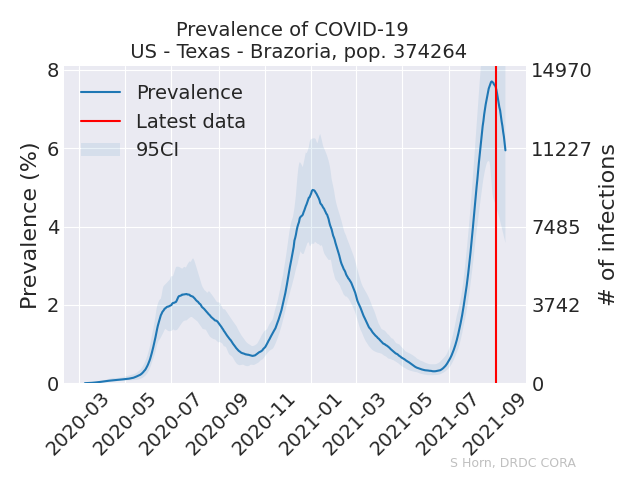 Prevalence of COVID-19
US - Texas - Brazoria, pop. 374264
Prevalence
Latest data
95CI
Prevalence (%)
8
6
4
2
0
14970
11227
7485
3742
0
# of infections
2020-03
2020-05
2020-07
2020-09
2020-11
2021-01
2021-03
2021-05
2021-07
2021-09
S Horn, DRDC CORA